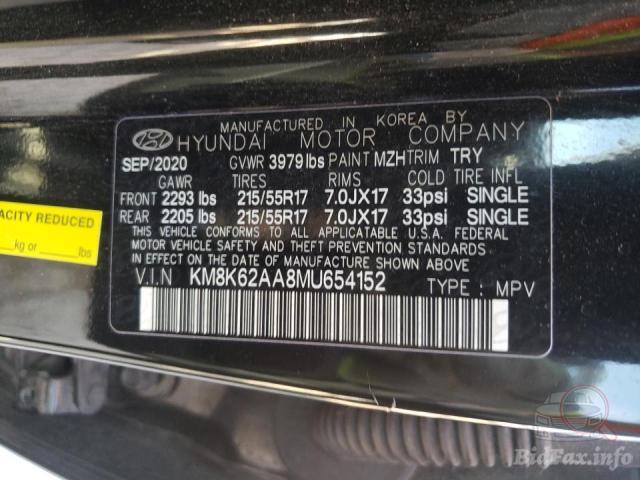 MANUFACTURED IN KOREA BY
HYUNDAI MOTOR COMPANY
SEP/2020 GVWR 3979 lbs PAINT MZH TRIM TRY
GAWR TIRES RIMS COLD TIRE INFL
FRONT 2293 lbs 215/55R17 7.0JX17 33psi SINGLE
REAR 2205 lbs 215/55R17 7.0JX17 33psi SINGLE
THIS VEHICLE CONFORMS TO ALL APPLICABLE U.S.A. FEDERAL
MOTOR VEHICLE SAFETY AND THEFT PREVENTION STANDARDS
IN EFFECT ON THE DATE OF MANUFACTURE SHOWN ABOVE.
V.I.N KM8K62AA8MU654152 TYPE : MPV
ACITY REDUCED
kg or lbs
BidFax.info